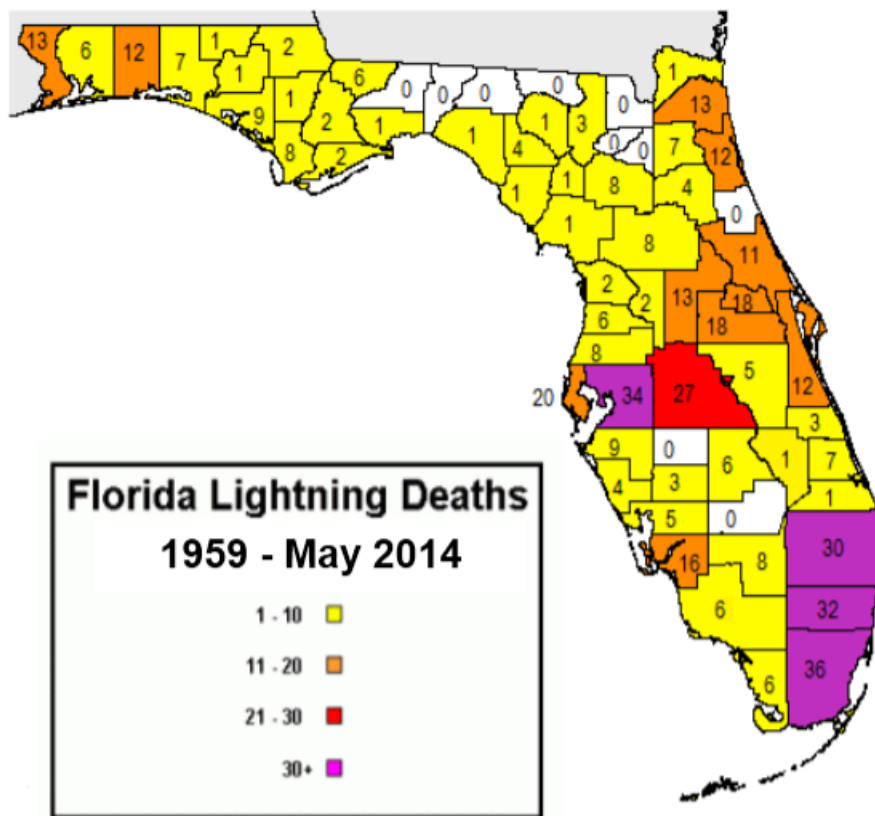 13 6 12 7 1 1 2
9 1 8 2 2 6 1
0 0 0 0 0 1
1 4 1 3 0 0 13
1 1 8 7 12
1 8 4 0
2 2 13 11
6 18
8 18
20 34 27 5 12
9 0 6 1 3
4 3 7
5 0 1
16 8 30
6 32
6 36
Florida Lightning Deaths
1959 - May 2014
1 - 10
11 - 20
21 - 30
30+